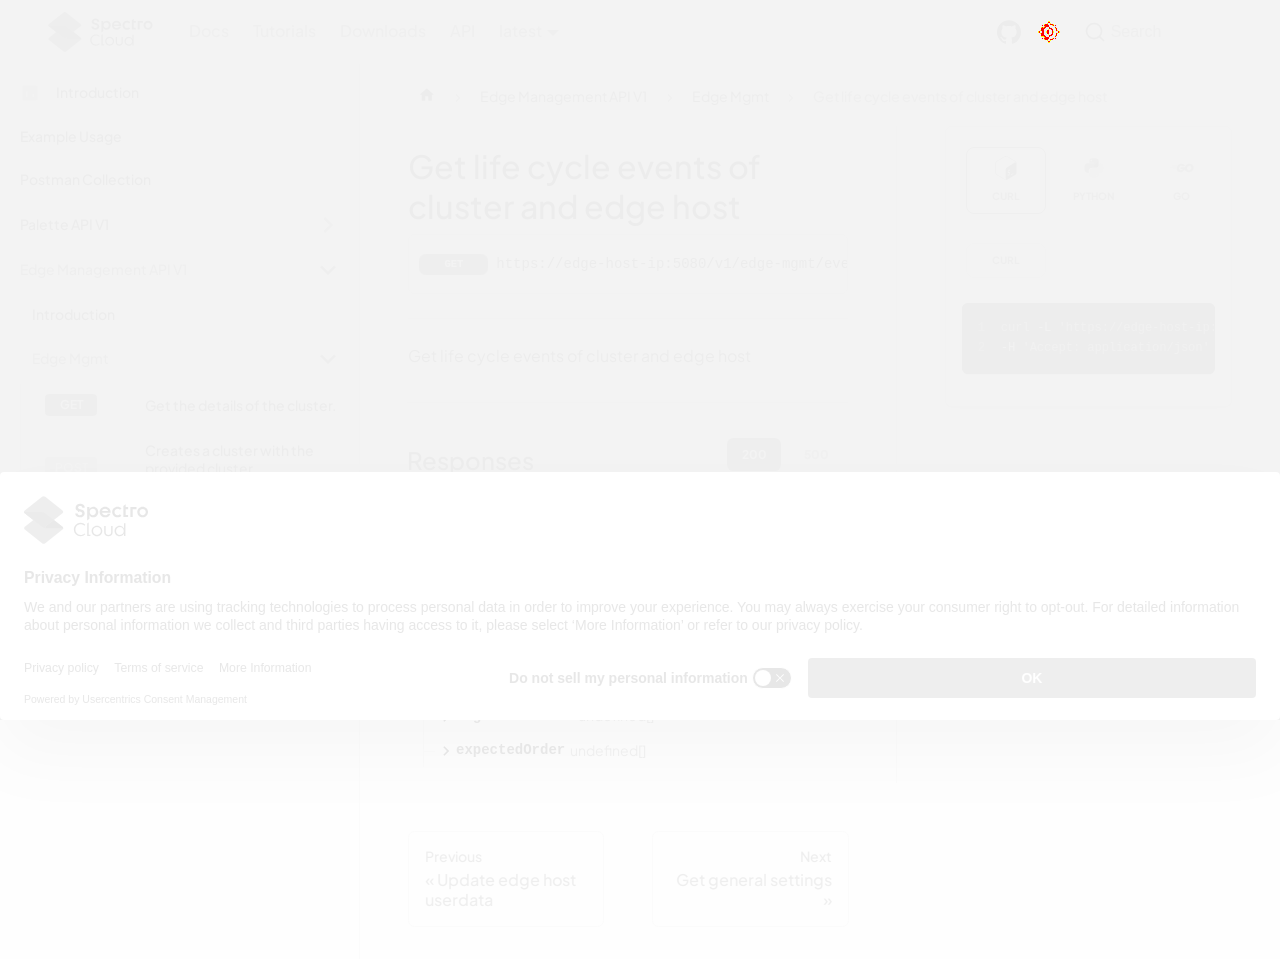 Spectro Cloud
Docs Tutorials Downloads API latest
Search
Introduction
Example Usage
Postman Collection
Palette API V1
Edge Management API V1
Introduction
Edge Mgmt
GET Get the details of the cluster.
Creates a cluster with the
provided cluster
Edge Management API V1 Edge Mgmt Get life cycle events of cluster and edge host
Get life cycle events of
cluster and edge host
GET https://edge-host-ip:5080/v1/edge-mgmt/eve
Get life cycle events of cluster and edge host
Responses
200
CURL PYTHON GO
CURL
Spectro
Cloud
Privacy Information
We and our partners are using tracking technologies to process personal data in order to improve your experience. You may always exercise your consumer right to opt-out. For detailed information
about personal information we collect and third parties having access to it, please select 'More Information' or refer to our privacy policy.
Privacy policy Terms of service More Information
Do not sell my personal information
OK
Powered by Usercentrics Consent Management
expectedOrder undefined[]
Previous
« Update edge host
userdata
Next
Get general settings
»